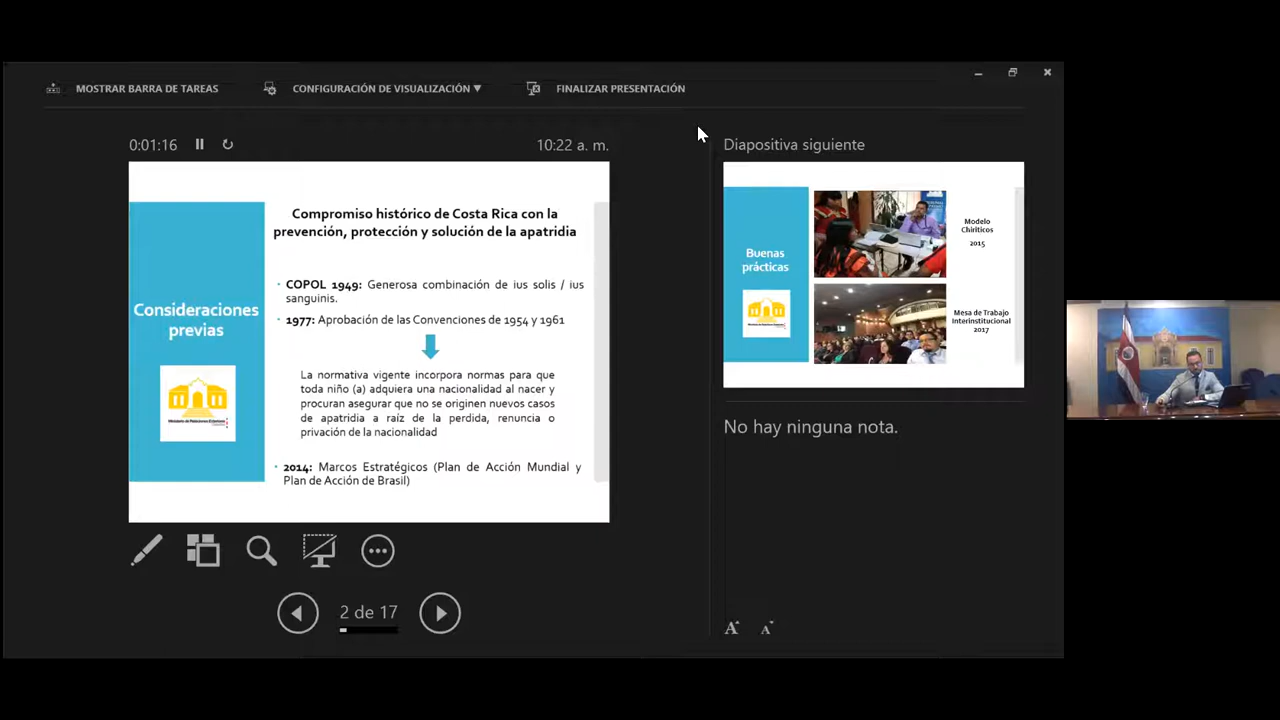 MOSTRAR BARRA DE TAREAS
CONFIGURACIÓN DE VISUALIZACIÓN ▼
FINALIZAR PRESENTACIÓN
0:01:16
10:22 a. m.
Diapositiva siguiente
Consideraciones
previas
Ministerio de Relaciones Exteriores
Compromiso histórico de Costa Rica con la
prevención, protección y solución de la apatridia
• COPOL 1949: Generosa combinación de ius solis / ius
sanguinis.
• 1977: Aprobación de las Convenciones de 1954 y 1961
La normativa vigente incorpora normas para que
toda niño (a) adquiera una nacionalidad al nacer y
procuran asegurar que no se originen nuevos casos
de apatridia a raíz de la perdida, renuncia o
privación de la nacionalidad
• 2014: Marcos Estratégicos (Plan de Acción Mundial y
Plan de Acción de Brasil)
Buenas
prácticas
Modelo
Chiriticos
2015
Mesa de Trabajo
Interinstitucional
2017
No hay ninguna nota.
2 de 17
A A